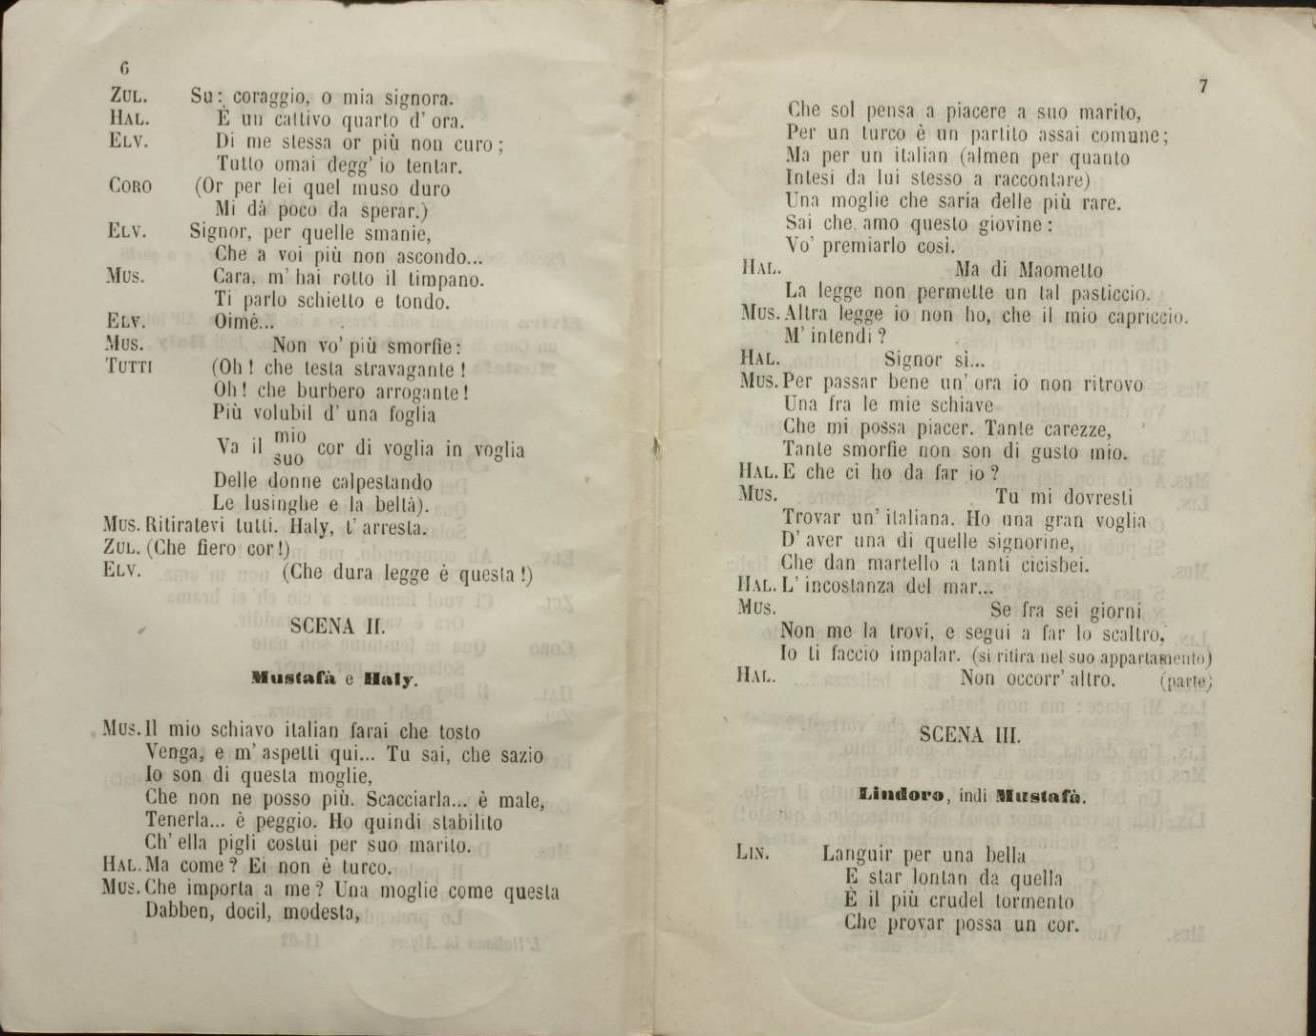 6
ZUL. Su: coraggio, o mia signora.
HAL. È un cattivo quarto d' ora.
ELV. Di me stessa or più non curo;
Tutto omai degg' io tentar.
CORO (Or per lei quel muso duro
Mi dà poco da sperar.)
ELV. Signor, per quelle smanie,
Che a voi più non ascondo...
MUS. Cara, m' hai rotto il timpano.
Ti parlo schietto e tondo.
ELV. Oimè...
MUS. Non vo' più smorfie:
TUTTI (Oh! che testa stravagante!
Oh! che burbero arrogante!
Più volubil d' una foglia
Va il mio suo cor di voglia in voglia
Delle donne calpestando
Le lusinghe e la beltà).
MUS. Ritiratevi tutti. Haly, t' arresta.
ZUL. (Che fiero cor!)
ELV. (Che dura legge è questa!)
SCENA II.
Mustafà e Haly.
MUS. Il mio schiavo italian farai che tosto
Venga, e m' aspetti qui... Tu sai, che sazio
Io son di questa moglie,
Che non ne posso più. Scacciarla... è male,
Tenerla... è peggio. Ho quindi stabilito
Ch' ella pigli costui per suo marito.
HAL. Ma come? Ei non è turco.
MUS. Che importa a me? Una moglie come questa
Dabben, docil, modesta,
7
Che sol pensa a piacere a suo marito,
Per un turco è un partito assai comune;
Ma per un italian (almen per quanto
Intesi da lui stesso a raccontare)
Una moglie che saria delle più rare.
Sai che amo questo giovine:
Vo' premiarlo così.
HAL. Ma di Maometto
La legge non permette un tal pasticcio.
MUS. Altra legge io non ho, che il mio capriccio.
M' intendi?
HAL. Signor sì...
MUS. Per passar bene un' ora io non ritrovo
Una fra le mie schiave
Che mi possa piacer. Tante carezze,
Tante smorfie non son di gusto mio.
HAL. E che ci ho da far io?
MUS. Tu mi dovresti
Trovar un' italiana. Ho una gran voglia
D' aver una di quelle signorine,
Che dan martello a tanti cicisbei.
HAL. L' incostanza del mar...
MUS. Se fra sei giorni
Non me la trovi, e segui a far lo scaltro,
Io ti faccio impalar. (si ritira nel suo appartamento)
HAL. Non occorr' altro. (parte)
SCENA III.
Lindoro, indi Mustafà.
LIN. Languir per una bella
E star lontan da quella
È il più crudel tormento
Che provar possa un cor.